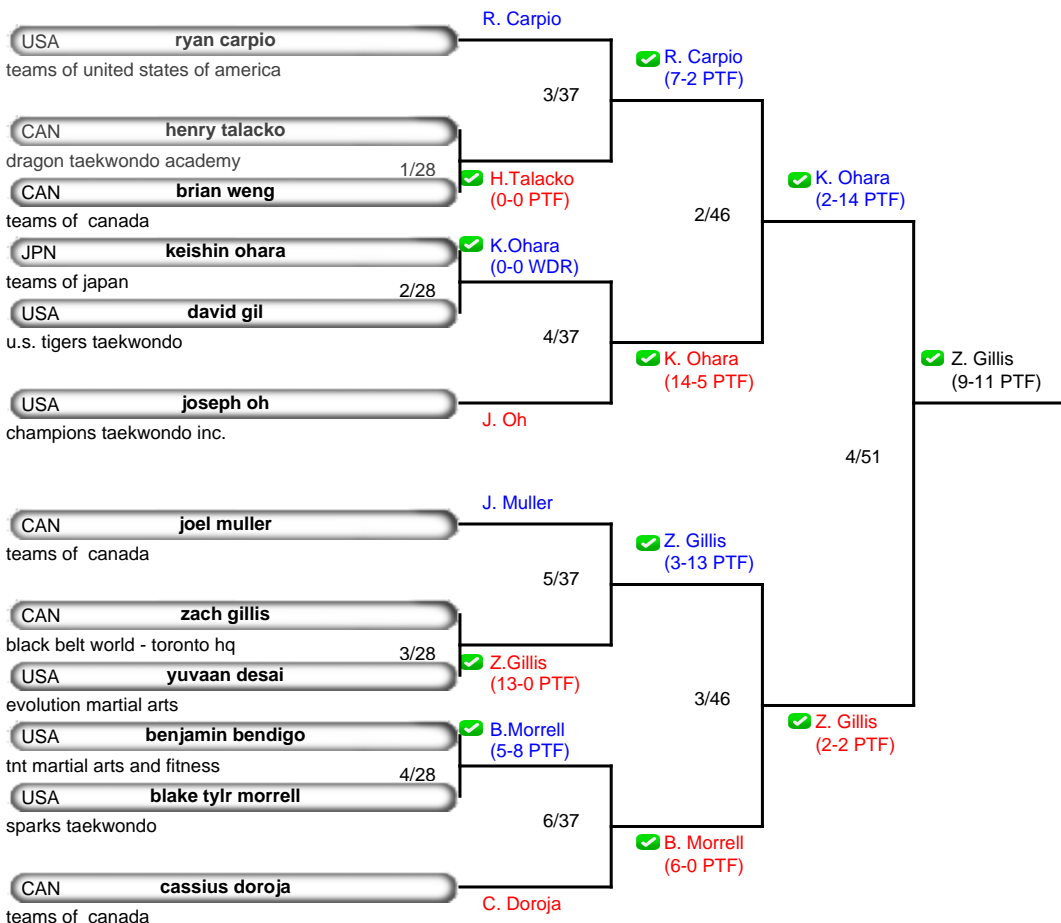 R. Carpio
USA ryan carpio
teams of united states of america
R. Carpio
(7-2 PTF)
3/37
CAN henry talacko
dragon taekwondo academy
1/28
H.Talacko
(0-0 PTF)
CAN brian weng
teams of  canada
K. Ohara
(2-14 PTF)
2/46
JPN keishin ohara
K.Ohara
(0-0 WDR)
teams of japan
2/28
USA david gil
u.s. tigers taekwondo
4/37
K. Ohara
(14-5 PTF)
Z. Gillis
(9-11 PTF)
USA joseph oh
J. Oh
champions taekwondo inc.
4/51
J. Muller
CAN joel muller
teams of  canada
Z. Gillis
(3-13 PTF)
5/37
CAN zach gillis
black belt world - toronto hq
3/28
Z.Gillis
(13-0 PTF)
USA yuvaan desai
evolution martial arts
3/46
Z. Gillis
(2-2 PTF)
USA benjamin bendigo
B.Morrell
(5-8 PTF)
tnt martial arts and fitness
4/28
USA blake tylr morrell
sparks taekwondo
6/37
B. Morrell
(6-0 PTF)
CAN cassius doroja
C. Doroja
teams of  canada